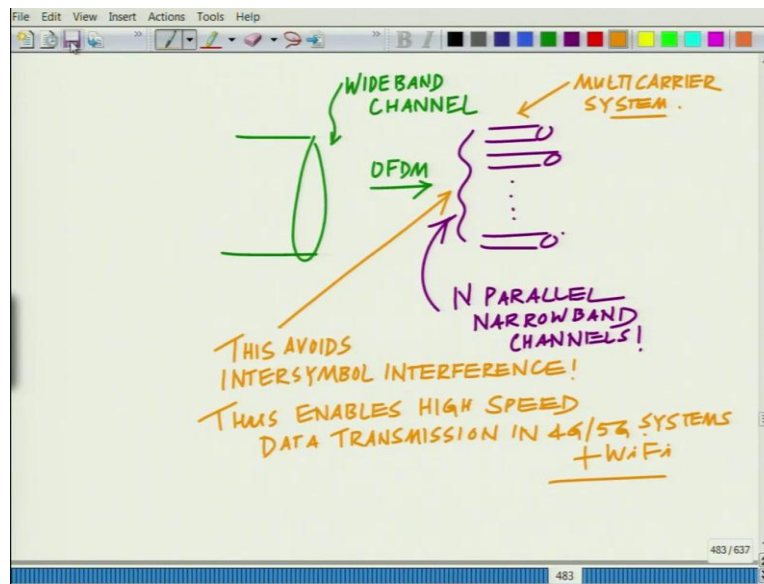 File Edit View Insert Actions Tools Help
B I
WIDEBAND
CHANNEL
MULTICARRIER
SYSTEM.
OFDM
N PARALLEL
NARROWBAND
CHANNELS!
THIS AVOIDS
INTERSYMBOL INTERFERENCE!
THUS ENABLES HIGH SPEED
DATA TRANSMISSION IN 4G/5G SYSTEMS
+WiFi
483/637
483